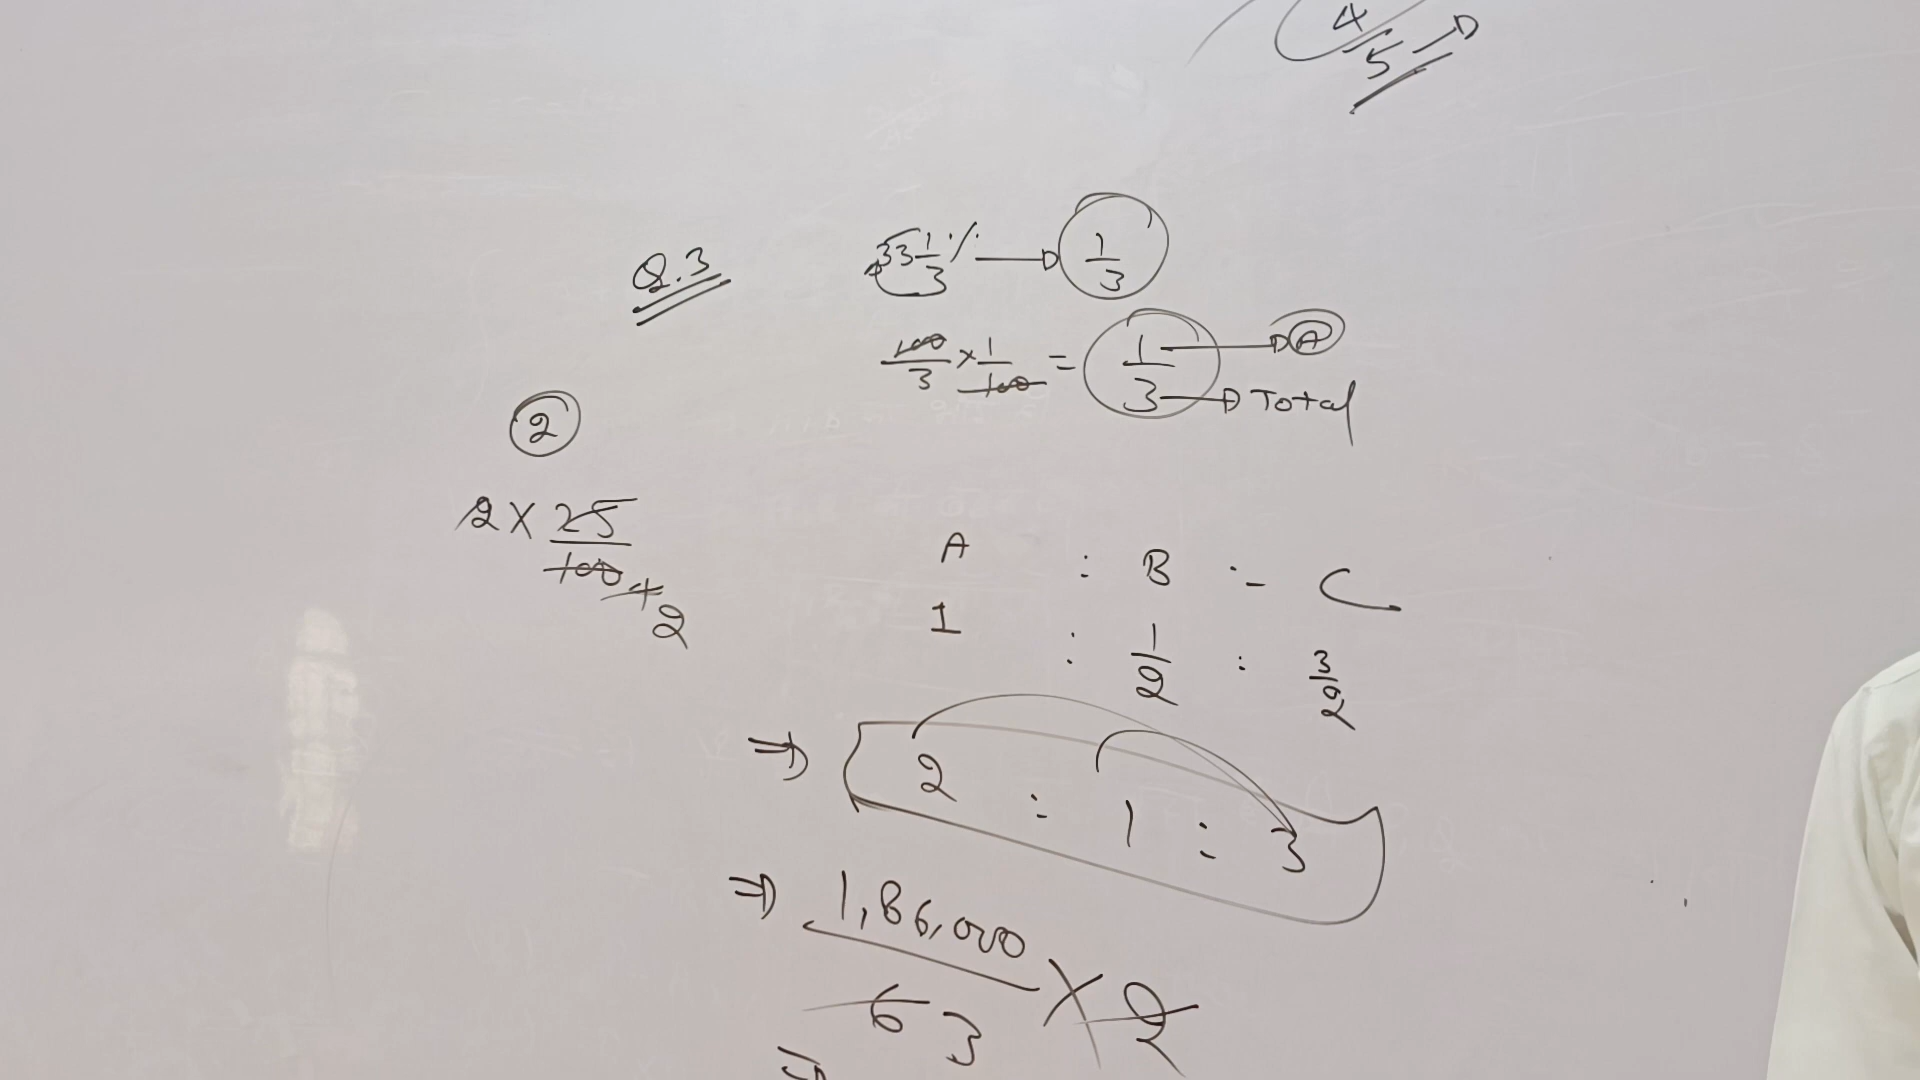 4/5 → D
Q.3
33 1/3 % → 1/3
100/3 × 1/100 = 1/3 → A
→ Total
2
2 × 25/100 4 2
A : B : C
1 : 1/2 : 3/2
⇒ 2 : 1 : 3
⇒ 1,86,000/6 3 × 2
⇒